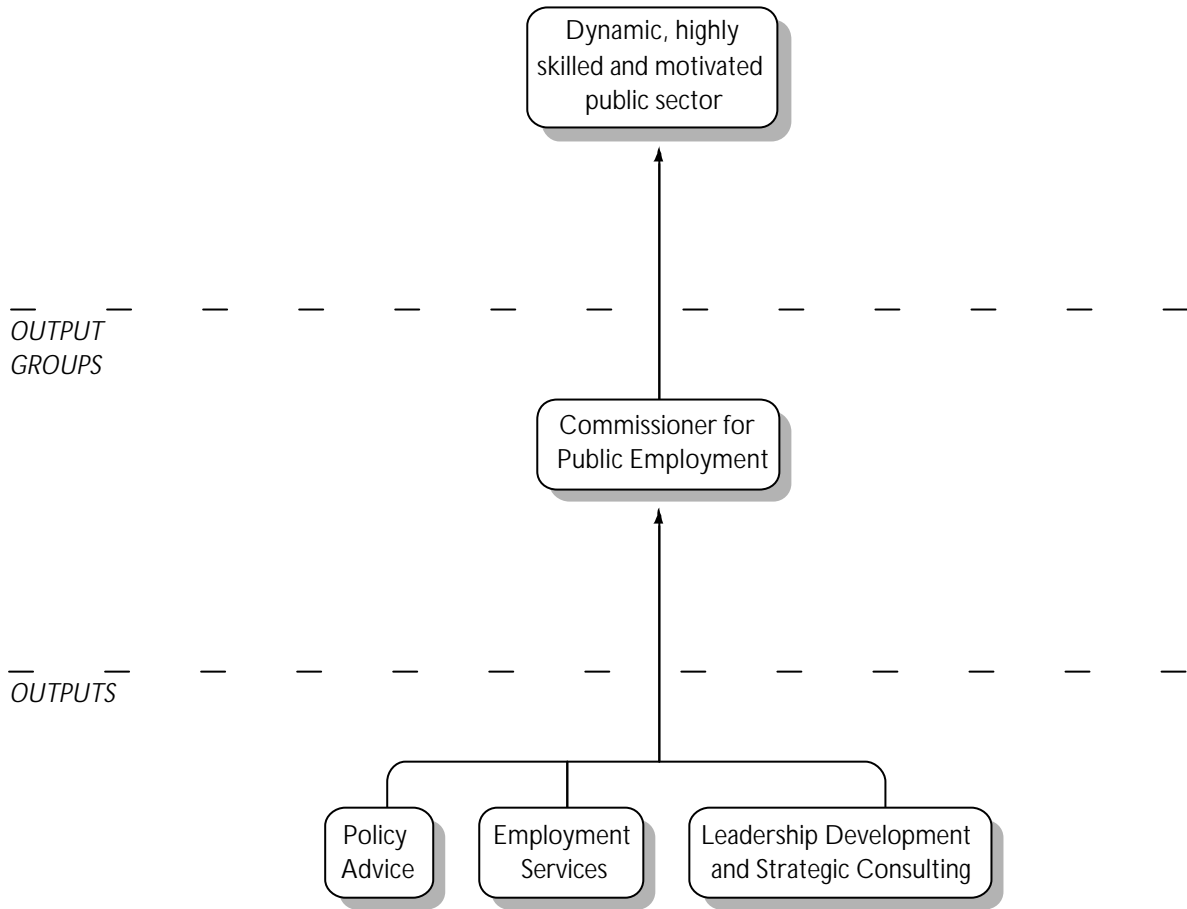 Dynamic, highly
skilled and motivated
public sector
OUTPUT
GROUPS
Commissioner for
Public Employment
OUTPUTS
Policy
Advice
Employment
Services
Leadership Development
and Strategic Consulting